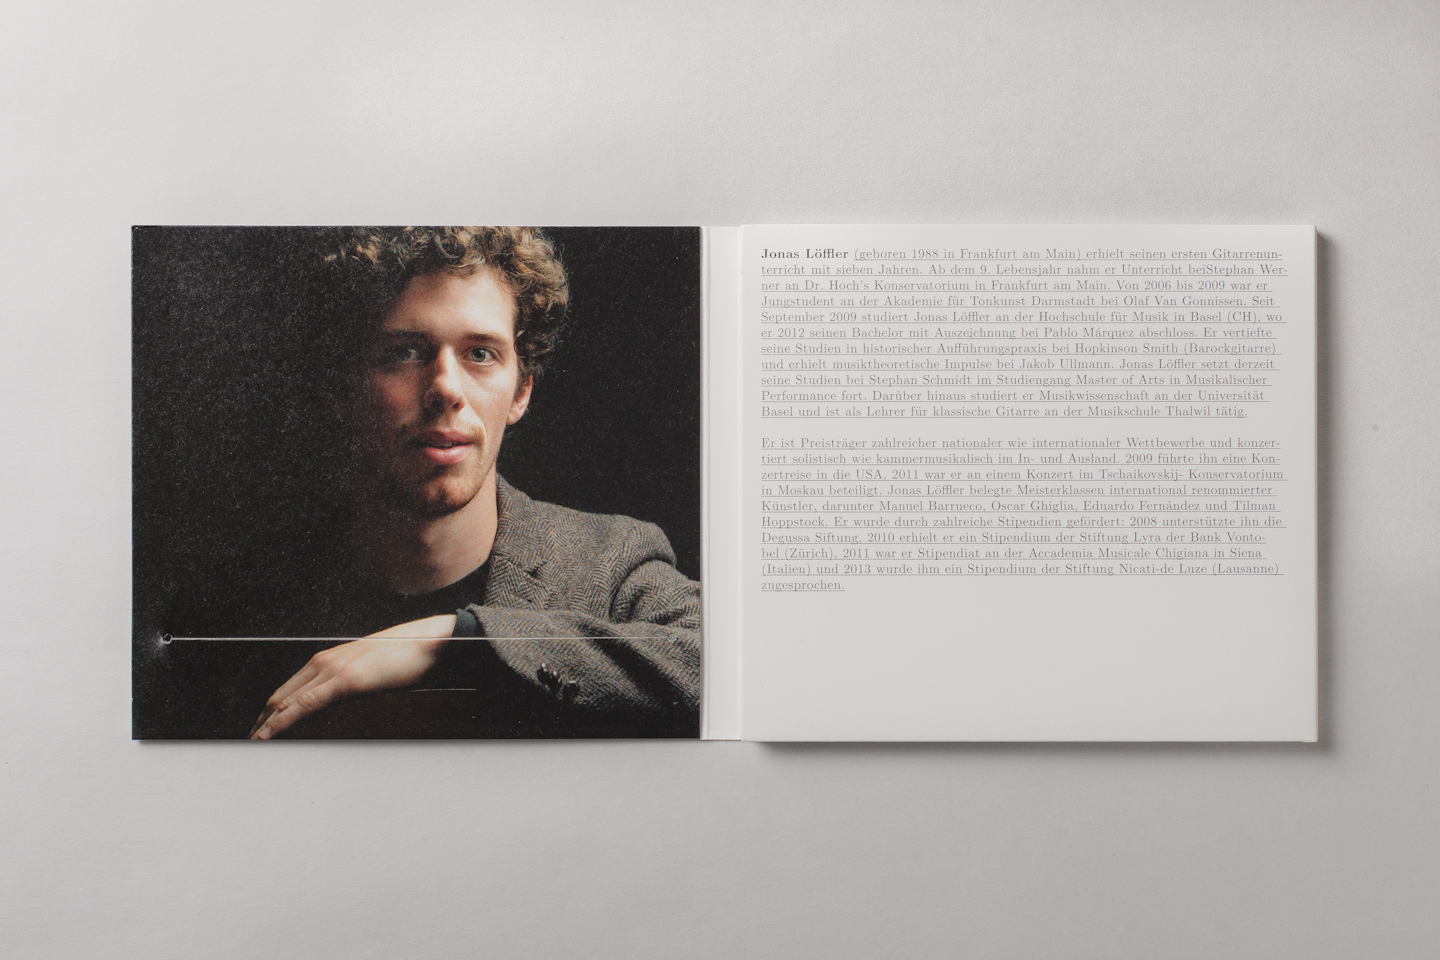 Jonas Löffler (geboren 1988 in Frankfurt am Main) erhielt seinen ersten Gitarrenun-
terricht mit sieben Jahren. Ab dem 9. Lebensjahr nahm er Unterricht beiStephan Wer-
ner an Dr. Hoch's Konservatorium in Frankfurt am Main. Von 2006 bis 2009 war er
Jungstudent an der Akademie für Tonkunst Darmstadt bei Olaf Van Gonnissen. Seit
September 2009 studiert Jonas Löffler an der Hochschule für Musik in Basel (CH), wo
er 2012 seinen Bachelor mit Auszeichnung bei Pablo Márquez abschloss. Er vertiefte
seine Studien in historischer Aufführungspraxis bei Hopkinson Smith (Barockgitarre)
und erhielt musiktheoretische Impulse bei Jakob Ullmann. Jonas Löffler setzt derzeit
seine Studien bei Stephan Schmidt im Studiengang Master of Arts in Musikalischer
Performance fort. Darüber hinaus studiert er Musikwissenschaft an der Universität
Basel und ist als Lehrer für klassische Gitarre an der Musikschule Thalwil tätig.
Er ist Preisträger zahlreicher nationaler wie internationaler Wettbewerbe und konzer-
tiert solistisch wie kammermusikalisch im In- und Ausland. 2009 führte ihn eine Kon-
zertreise in die USA, 2011 war er an einem Konzert im Tschaikovskij- Konservatorium
in Moskau beteiligt. Jonas Löffler belegte Meisterklassen international renommierter
Künstler, darunter Manuel Barrueco, Oscar Ghiglia, Eduardo Fernández und Tilman
Hoppstock. Er wurde durch zahlreiche Stipendien gefördert: 2008 unterstützte ihn die
Degussa Siftung, 2010 erhielt er ein Stipendium der Stiftung Lyra der Bank Vonto-
bel (Zürich), 2011 war er Stipendiat an der Accademia Musicale Chigiana in Siena
(Italien) und 2013 wurde ihm ein Stipendium der Stiftung Nicati-de Luze (Lausanne)
zugesprochen.